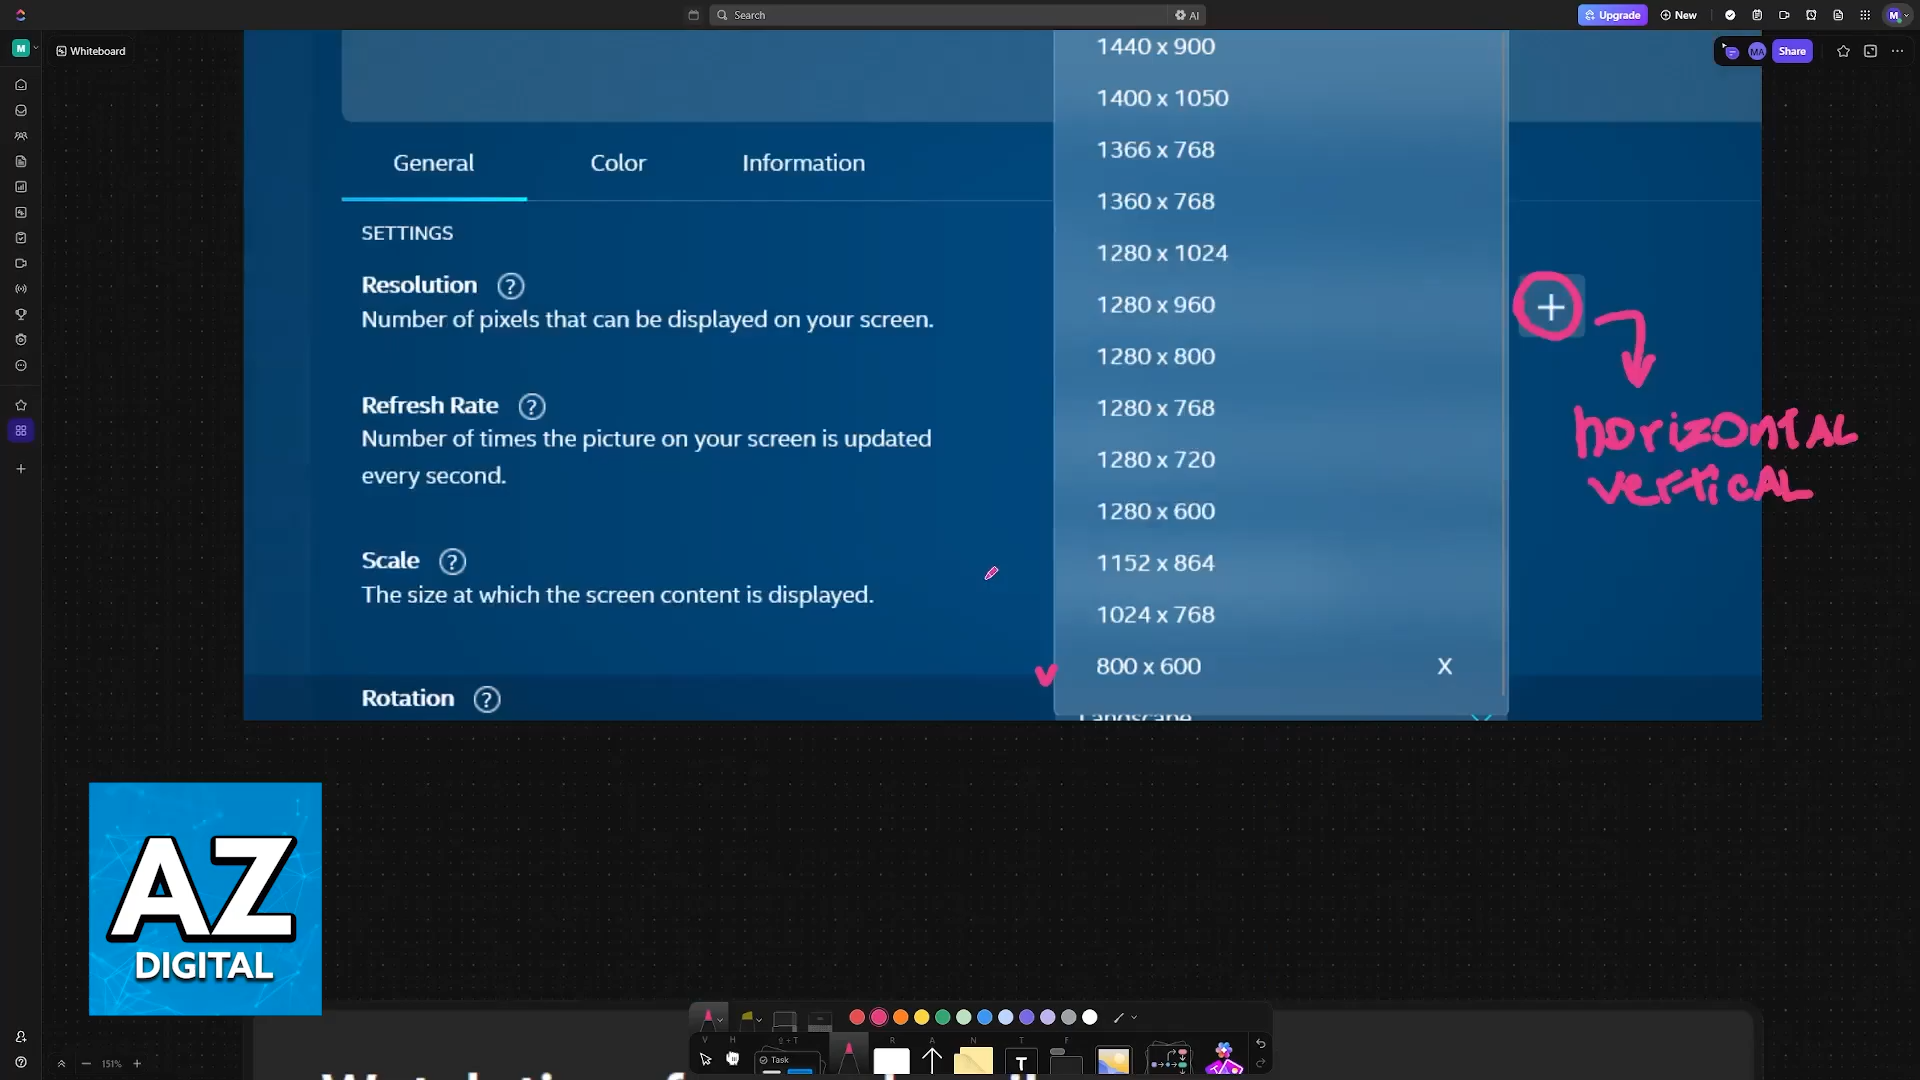 Search
AI
Upgrade
New
M
M
Whiteboard
MA
Share
1440 x 900
1400 x 1050
General
Color
Information
1366 x 768
1360 x 768
SETTINGS
1280 x 1024
Resolution ?
Number of pixels that can be displayed on your screen.
1280 x 960
1280 x 800
Refresh Rate ?
Number of times the picture on your screen is updated
every second.
1280 x 768
horizontal
vertical
1280 x 720
1280 x 600
Scale ?
The size at which the screen content is displayed.
1152 x 864
1024 x 768
800 x 600 X
Rotation ?
Landscape
AZ
DIGITAL
V
H
S + T
R
A
N
T
F
Task
T
151%